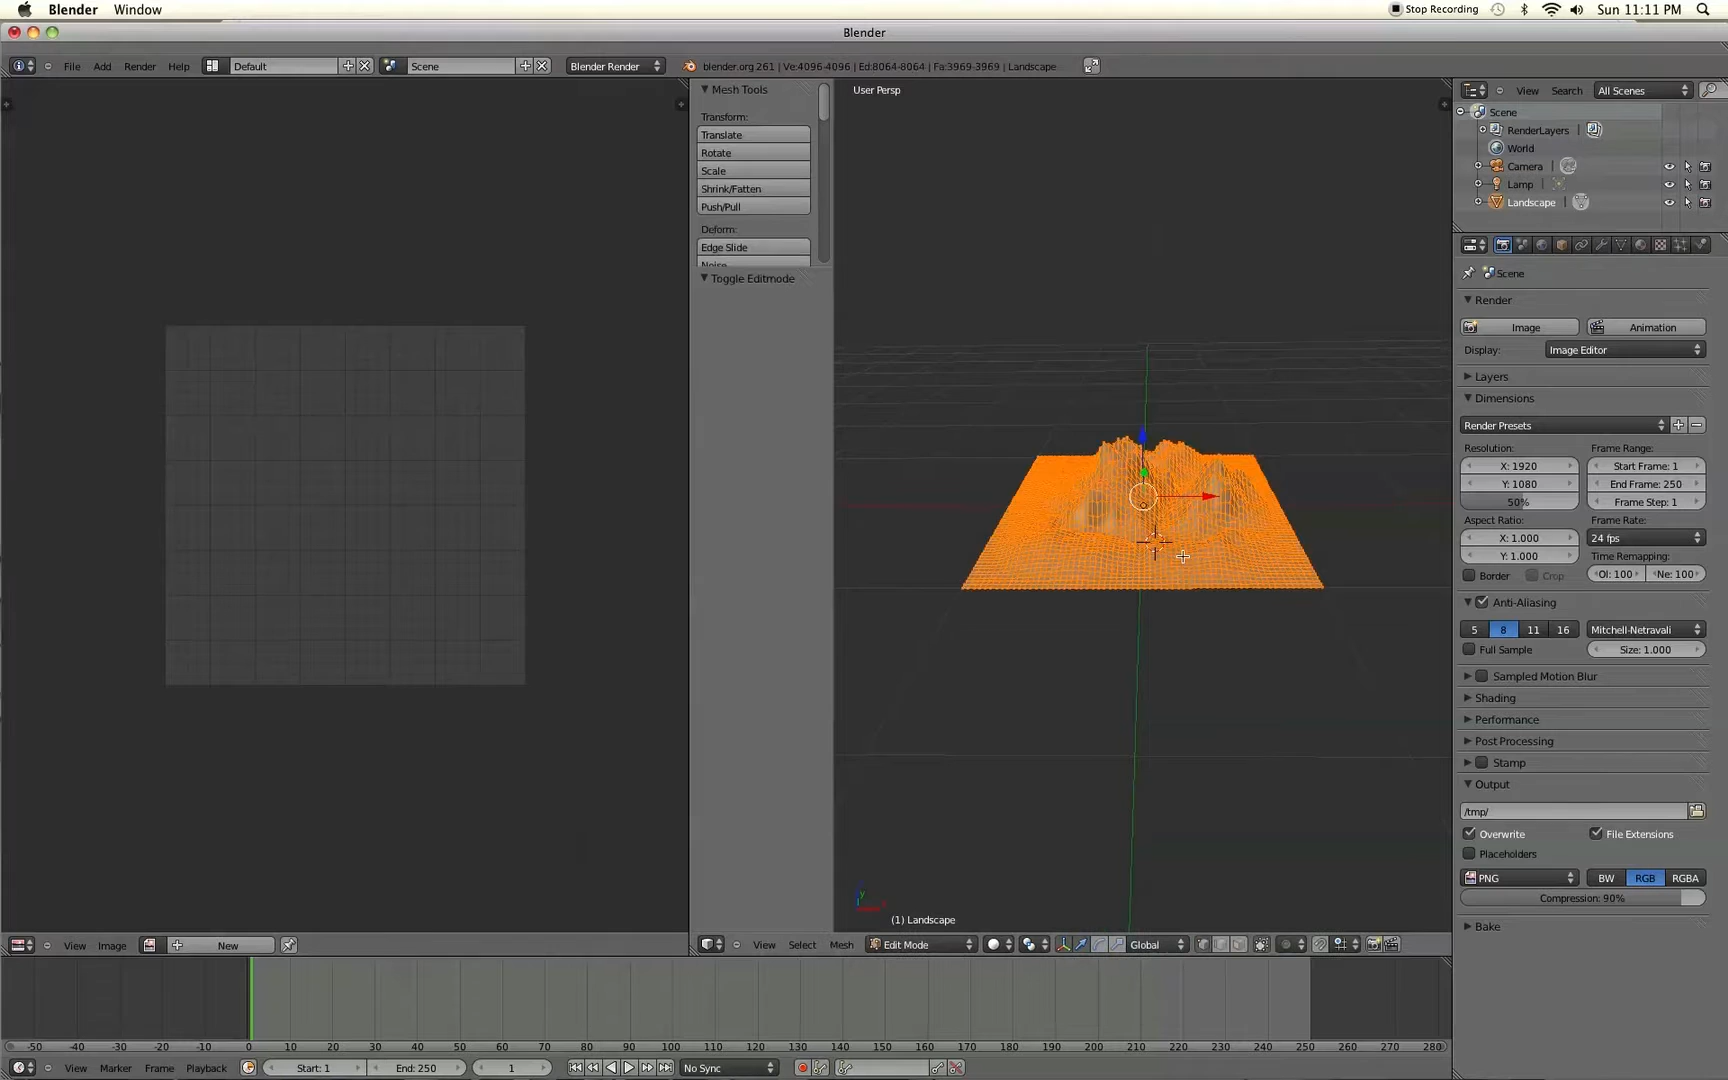 Blender Window
Stop Recording Sun 11:11 PM
Blender
File Add Render Help Default Scene Blender Render blender.org 261 | Ve:4096-4096 | Ed:8064-8064 | Fa:3969-3969 | Landscape
Mesh Tools
Transform:
Translate
Rotate
Scale
Shrink/Fatten
Push/Pull
Deform:
Edge Slide
Noise
Toggle Editmode
User Persp
(1) Landscape
View Search All Scenes
Scene
RenderLayers |
World
Camera |
Lamp |
Landscape |
Scene
Render
Image Animation
Display: Image Editor
Layers
Dimensions
Render Presets
Resolution: Frame Range:
X: 1920 Start Frame: 1
Y: 1080 End Frame: 250
50% Frame Step: 1
Aspect Ratio: Frame Rate:
X: 1.000 24 fps
Y: 1.000 Time Remapping:
Border Crop Ol: 100 Ne: 100
Anti-Aliasing
5 8 11 16 Mitchell-Netravali
Full Sample Size: 1.000
Sampled Motion Blur
Shading
Performance
Post Processing
Stamp
Output
/tmp/
Overwrite File Extensions
Placeholders
PNG BW RGB RGBA
Compression: 90%
Bake
View Image New
View Select Mesh Edit Mode Global
-50 -40 -30 -20 -10 0 10 20 30 40 50 60 70 80 90 100 110 120 130 140 150 160 170 180 190 200 210 220 230 240 250 260 270 280
View Marker Frame Playback Start: 1 End: 250 1 No Sync